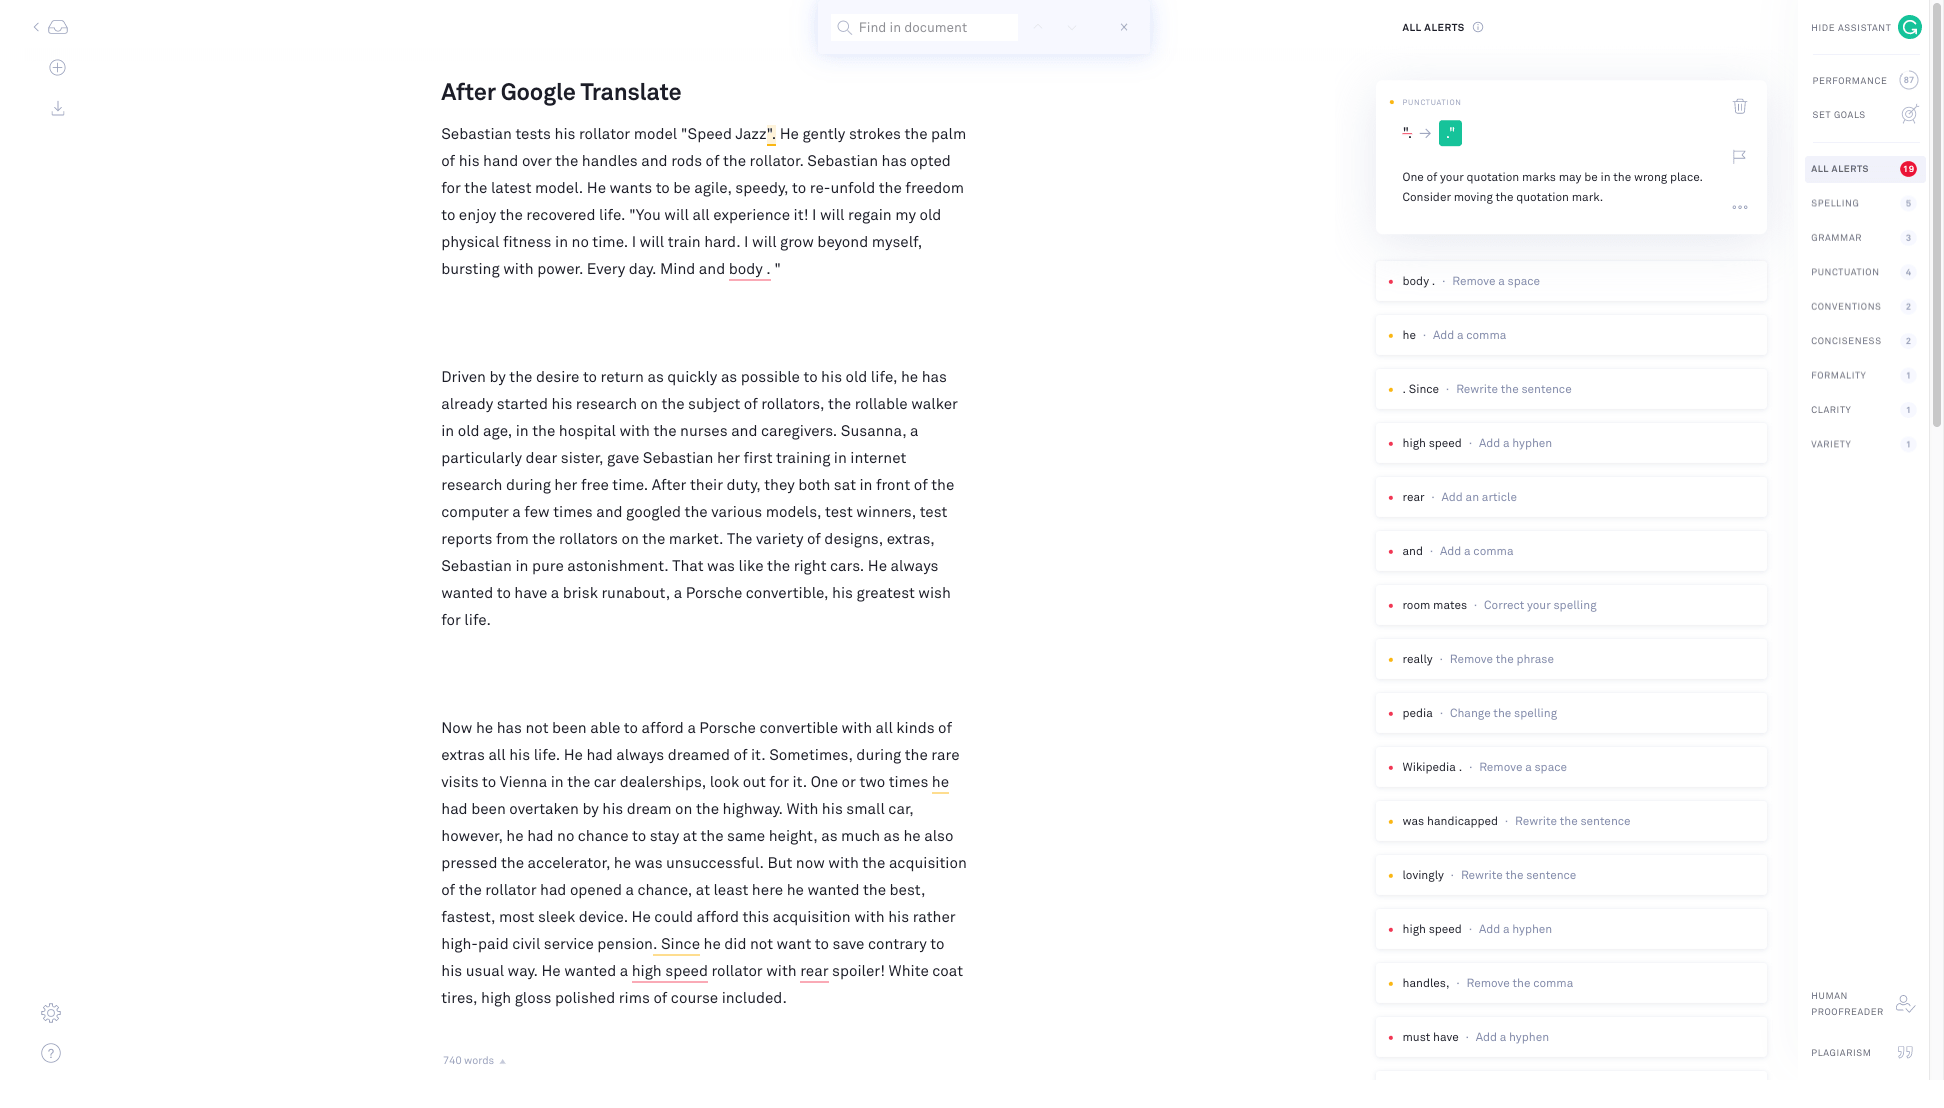 Find in document
ALL ALERTS
HIDE ASSISTANT
After Google Translate
Sebastian tests his rollator model "Speed Jazz". He gently strokes the palm
of his hand over the handles and rods of the rollator. Sebastian has opted
for the latest model. He wants to be agile, speedy, to re-unfold the freedom
to enjoy the recovered life. "You will all experience it! I will regain my old
physical fitness in no time. I will train hard. I will grow beyond myself,
bursting with power. Every day. Mind and body . "
Driven by the desire to return as quickly as possible to his old life, he has
already started his research on the subject of rollators, the rollable walker
in old age, in the hospital with the nurses and caregivers. Susanna, a
particularly dear sister, gave Sebastian her first training in internet
research during her free time. After their duty, they both sat in front of the
computer a few times and googled the various models, test winners, test
reports from the rollators on the market. The variety of designs, extras,
Sebastian in pure astonishment. That was like the right cars. He always
wanted to have a brisk runabout, a Porsche convertible, his greatest wish
for life.
Now he has not been able to afford a Porsche convertible with all kinds of
extras all his life. He had always dreamed of it. Sometimes, during the rare
visits to Vienna in the car dealerships, look out for it. One or two times he
had been overtaken by his dream on the highway. With his small car,
however, he had no chance to stay at the same height, as much as he also
pressed the accelerator, he was unsuccessful. But now with the acquisition
of the rollator had opened a chance, at least here he wanted the best,
fastest, most sleek device. He could afford this acquisition with his rather
high-paid civil service pension. Since he did not want to save contrary to
his usual way. He wanted a high speed rollator with rear spoiler! White coat
tires, high gloss polished rims of course included.
740 words
PUNCTUATION
". → ."
One of your quotation marks may be in the wrong place.
Consider moving the quotation mark.
body . · Remove a space
he · Add a comma
. Since · Rewrite the sentence
high speed · Add a hyphen
rear · Add an article
and · Add a comma
room mates · Correct your spelling
really · Remove the phrase
pedia · Change the spelling
Wikipedia . · Remove a space
was handicapped · Rewrite the sentence
lovingly · Rewrite the sentence
high speed · Add a hyphen
handles, · Remove the comma
must have · Add a hyphen
PERFORMANCE 87
SET GOALS
ALL ALERTS 19
SPELLING 5
GRAMMAR 3
PUNCTUATION 4
CONVENTIONS 2
CONCISENESS 2
FORMALITY 1
CLARITY 1
VARIETY 1
HUMAN
PROOFREADER
PLAGIARISM